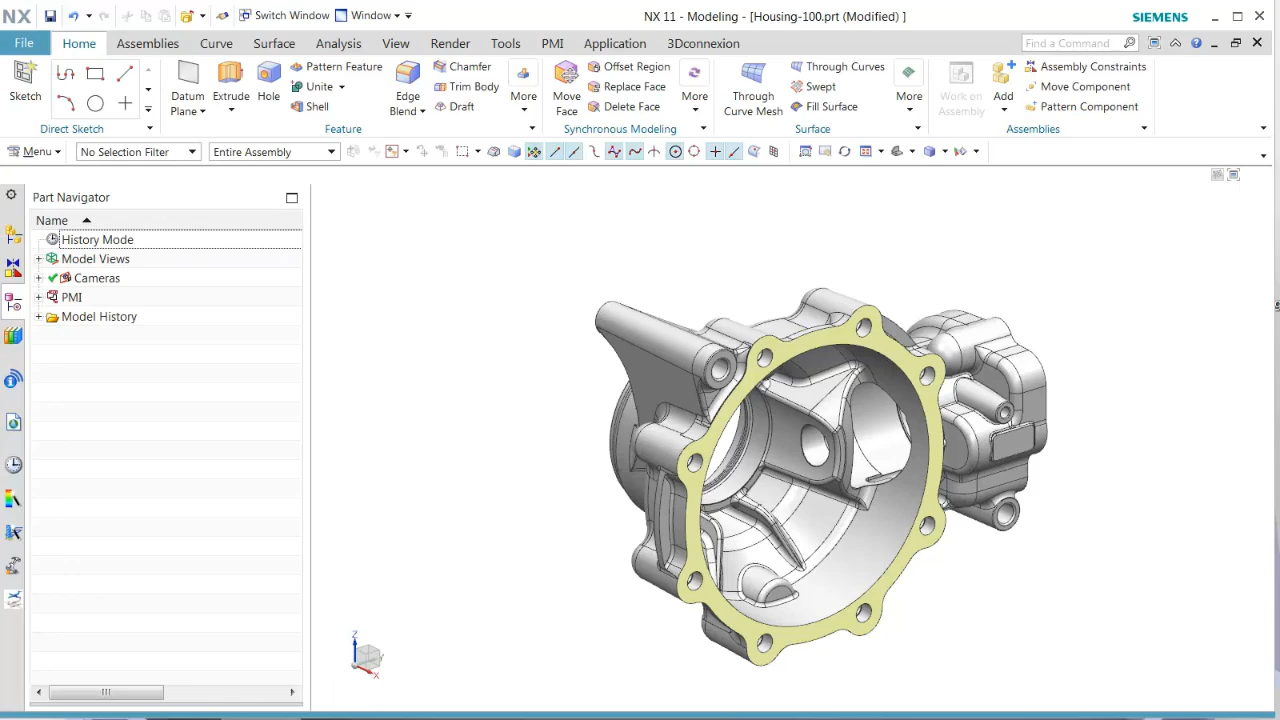 NX Switch Window Window NX 11 - Modeling - [Housing-100.prt (Modified) ] SIEMENS
File Home Assemblies Curve Surface Analysis View Render Tools PMI Application 3Dconnexion Find a Command
Sketch
Direct Sketch
Datum Plane
Extrude
Hole
Pattern Feature
Unite
Shell
Edge Blend
Chamfer
Trim Body
Draft
More
Feature
Move Face
Offset Region
Replace Face
Delete Face
More
Synchronous Modeling
Through Curve Mesh
Through Curves
Swept
Fill Surface
More
Surface
Work on Assembly
Add
Assembly Constraints
Move Component
Pattern Component
Assemblies
Menu No Selection Filter Entire Assembly
Part Navigator
Name
History Mode
Model Views
Cameras
PMI
Model History
Z
Y
X